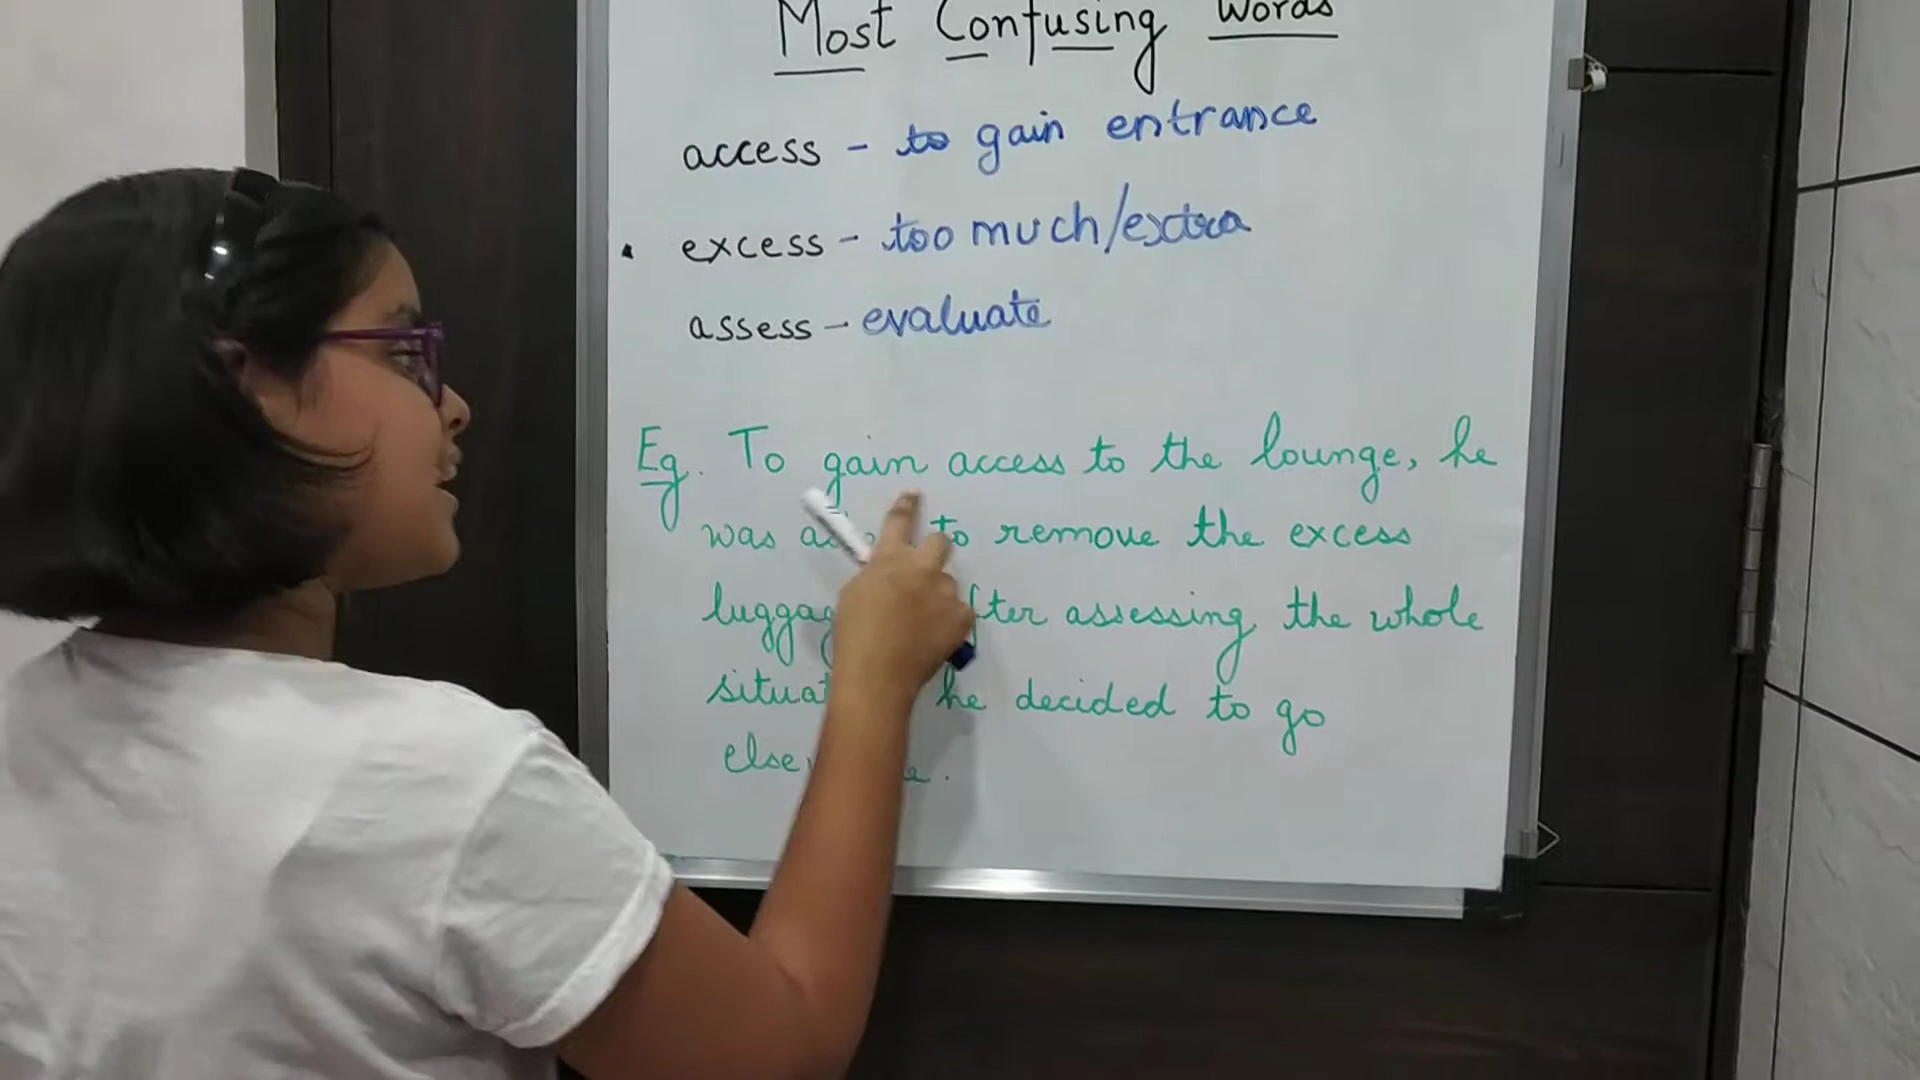 Most Confusing Words
access - to gain entrance
excess - too much/extra
assess - evaluate
Eg. To gain access to the lounge, he
was to remove the excess
assessing the whole
he decided to go